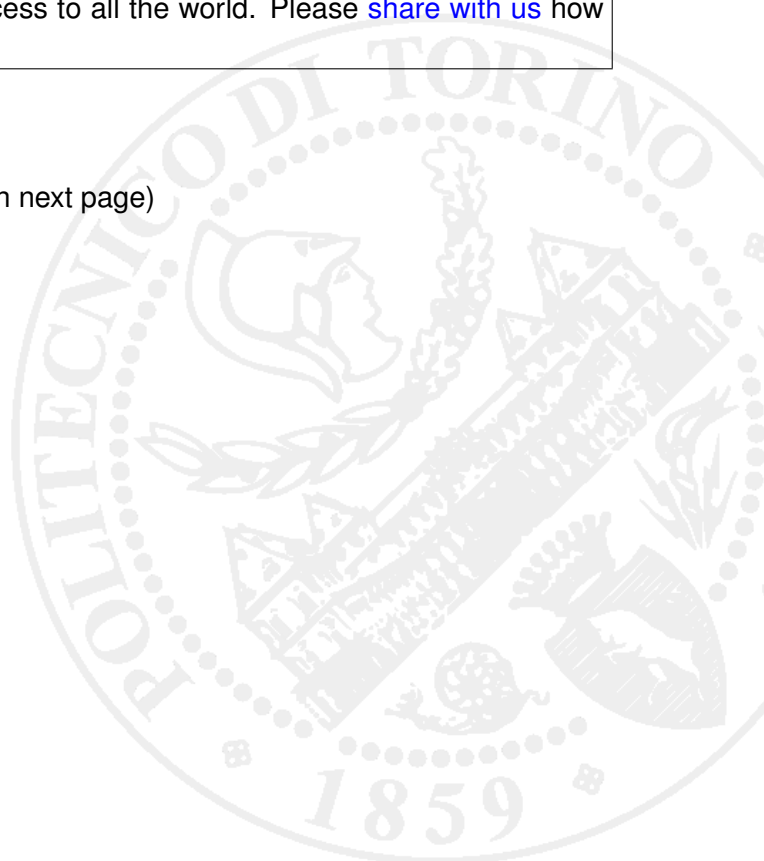 cess to all the world. Please share with us how
n next page)
POLITECNICO DI TORINO
1859